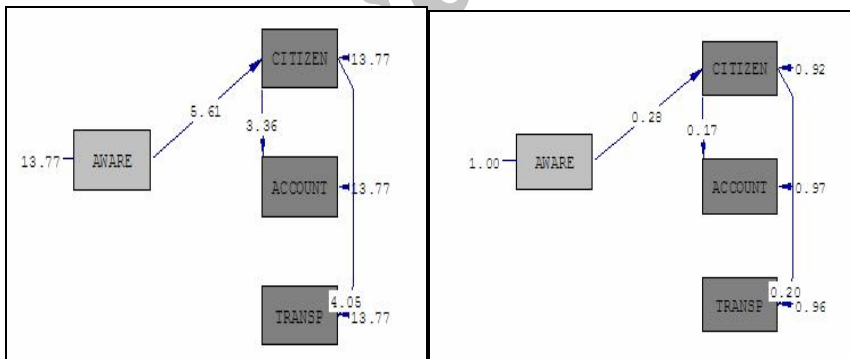 CITIZEN
13.77
5.61
3.36
13.77
AWARE
ACCOUNT
13.77
4.05
TRANSP
13.77
CITIZEN
0.92
0.28
0.17
1.00
AWARE
ACCOUNT
0.97
0.20
TRANSP
0.96